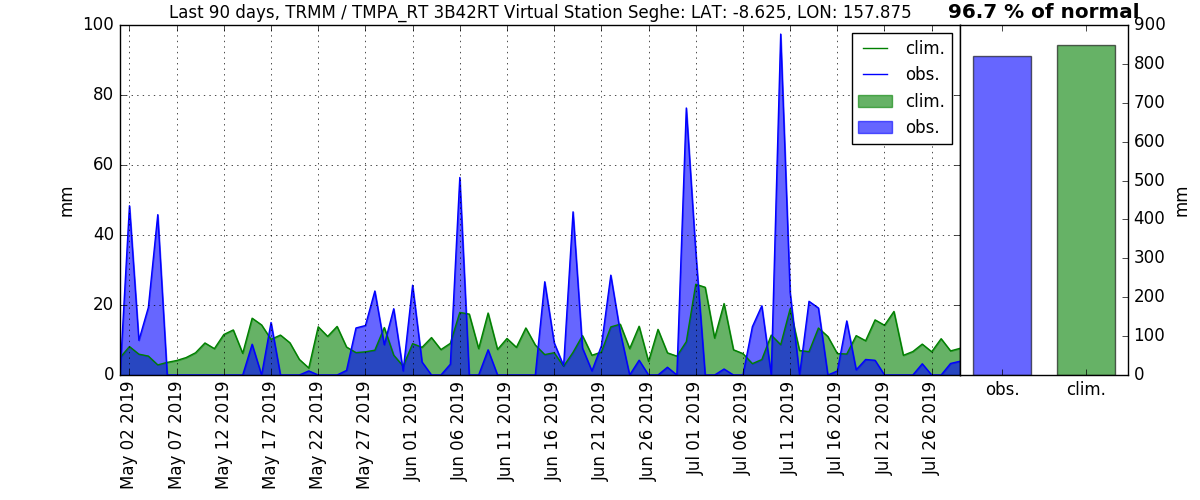 Last 90 days, TRMM / TMPA_RT 3B42RT Virtual Station Seghe: LAT: -8.625, LON: 157.875
96.7 % of normal
mm
100
80
60
40
20
0
clim.
obs.
clim.
obs.
May 02 2019
May 07 2019
May 12 2019
May 17 2019
May 22 2019
May 27 2019
Jun 01 2019
Jun 06 2019
Jun 11 2019
Jun 16 2019
Jun 21 2019
Jun 26 2019
Jul 01 2019
Jul 06 2019
Jul 11 2019
Jul 16 2019
Jul 21 2019
Jul 26 2019
900
800
700
600
500
400
300
200
100
0
mm
obs.
clim.